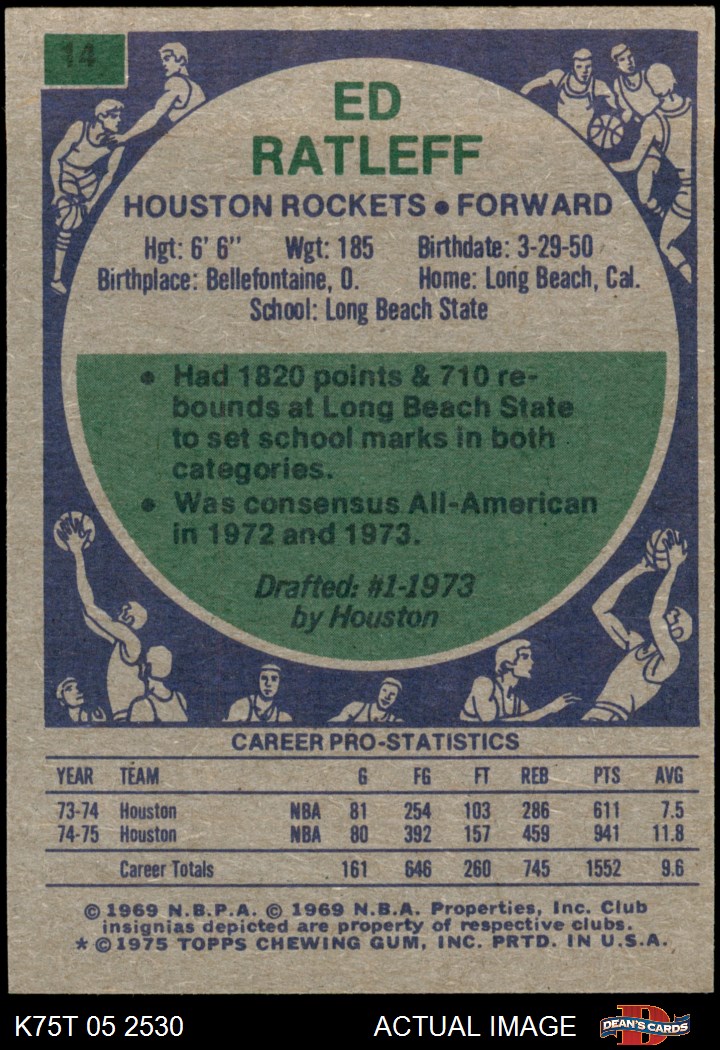 14
ED
RATLEFF
HOUSTON ROCKETS • FORWARD
Hgt: 6' 6" Wgt: 185 Birthdate: 3-29-50
Birthplace: Bellefontaine, O. Home: Long Beach, Cal.
School: Long Beach State
• Had 1820 points & 710 re-
bounds at Long Beach State
to set school marks in both
categories.
• Was consensus All-American
in 1972 and 1973.
Drafted: #1-1973
by Houston
CAREER PRO-STATISTICS
YEAR TEAM G FG FT REB PTS AVG
73-74 Houston NBA 81 254 103 286 611 7.5
74-75 Houston NBA 80 392 157 459 941 11.8
Career Totals 161 646 260 745 1552 9.6
© 1969 N.B.P.A. © 1969 N.B.A. Properties, Inc. Club
insignias depicted are property of respective clubs.
* © 1975 TOPPS CHEWING GUM, INC. PRTD. IN U.S.A.
K75T 05 2530 ACTUAL IMAGE D DEAN'S CARDS